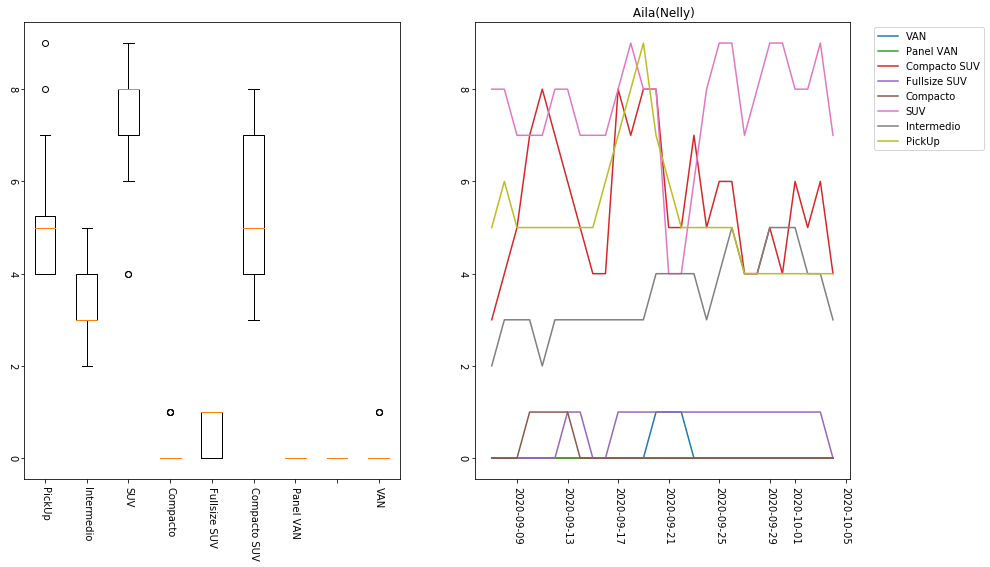 Aila(Nelly)
8
6
4
2
0
PickUp
Intermedio
SUV
Compacto
Fullsize SUV
Compacto SUV
Panel VAN
VAN
8
6
4
2
0
2020-09-09
2020-09-13
2020-09-17
2020-09-21
2020-09-25
2020-09-29
2020-10-01
2020-10-05
VAN
Panel VAN
Compacto SUV
Fullsize SUV
Compacto
SUV
Intermedio
PickUp